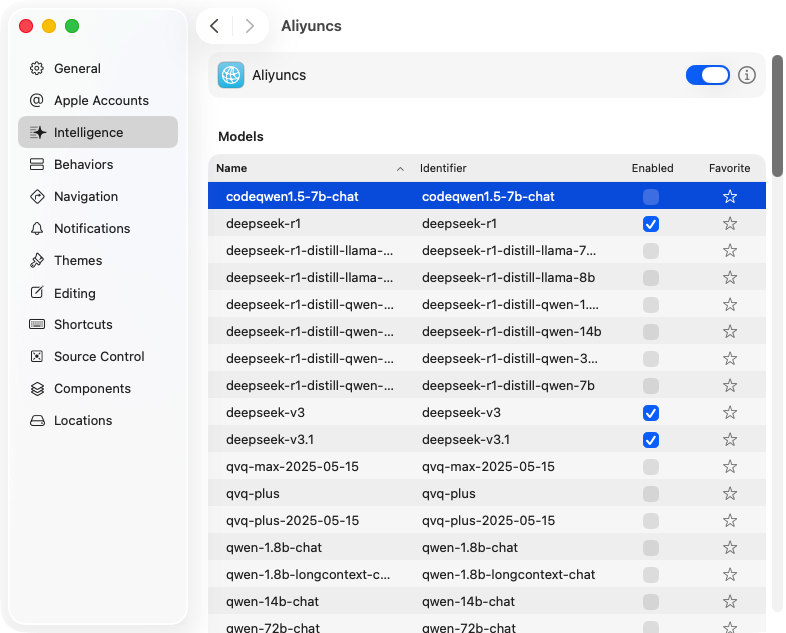 Aliyuncs
General
Apple Accounts
Intelligence
Behaviors
Navigation
Notifications
Themes
Editing
Shortcuts
Source Control
Components
Locations
Aliyuncs
Models
Name Identifier Enabled Favorite
codeqwen1.5-7b-chat codeqwen1.5-7b-chat
deepseek-r1 deepseek-r1
deepseek-r1-distill-llama-... deepseek-r1-distill-llama-7...
deepseek-r1-distill-llama-... deepseek-r1-distill-llama-8b
deepseek-r1-distill-qwen-... deepseek-r1-distill-qwen-1....
deepseek-r1-distill-qwen-... deepseek-r1-distill-qwen-14b
deepseek-r1-distill-qwen-... deepseek-r1-distill-qwen-3...
deepseek-r1-distill-qwen-... deepseek-r1-distill-qwen-7b
deepseek-v3 deepseek-v3
deepseek-v3.1 deepseek-v3.1
qvq-max-2025-05-15 qvq-max-2025-05-15
qvq-plus qvq-plus
qvq-plus-2025-05-15 qvq-plus-2025-05-15
qwen-1.8b-chat qwen-1.8b-chat
qwen-1.8b-longcontext-c... qwen-1.8b-longcontext-chat
qwen-14b-chat qwen-14b-chat
qwen-72b-chat qwen-72b-chat